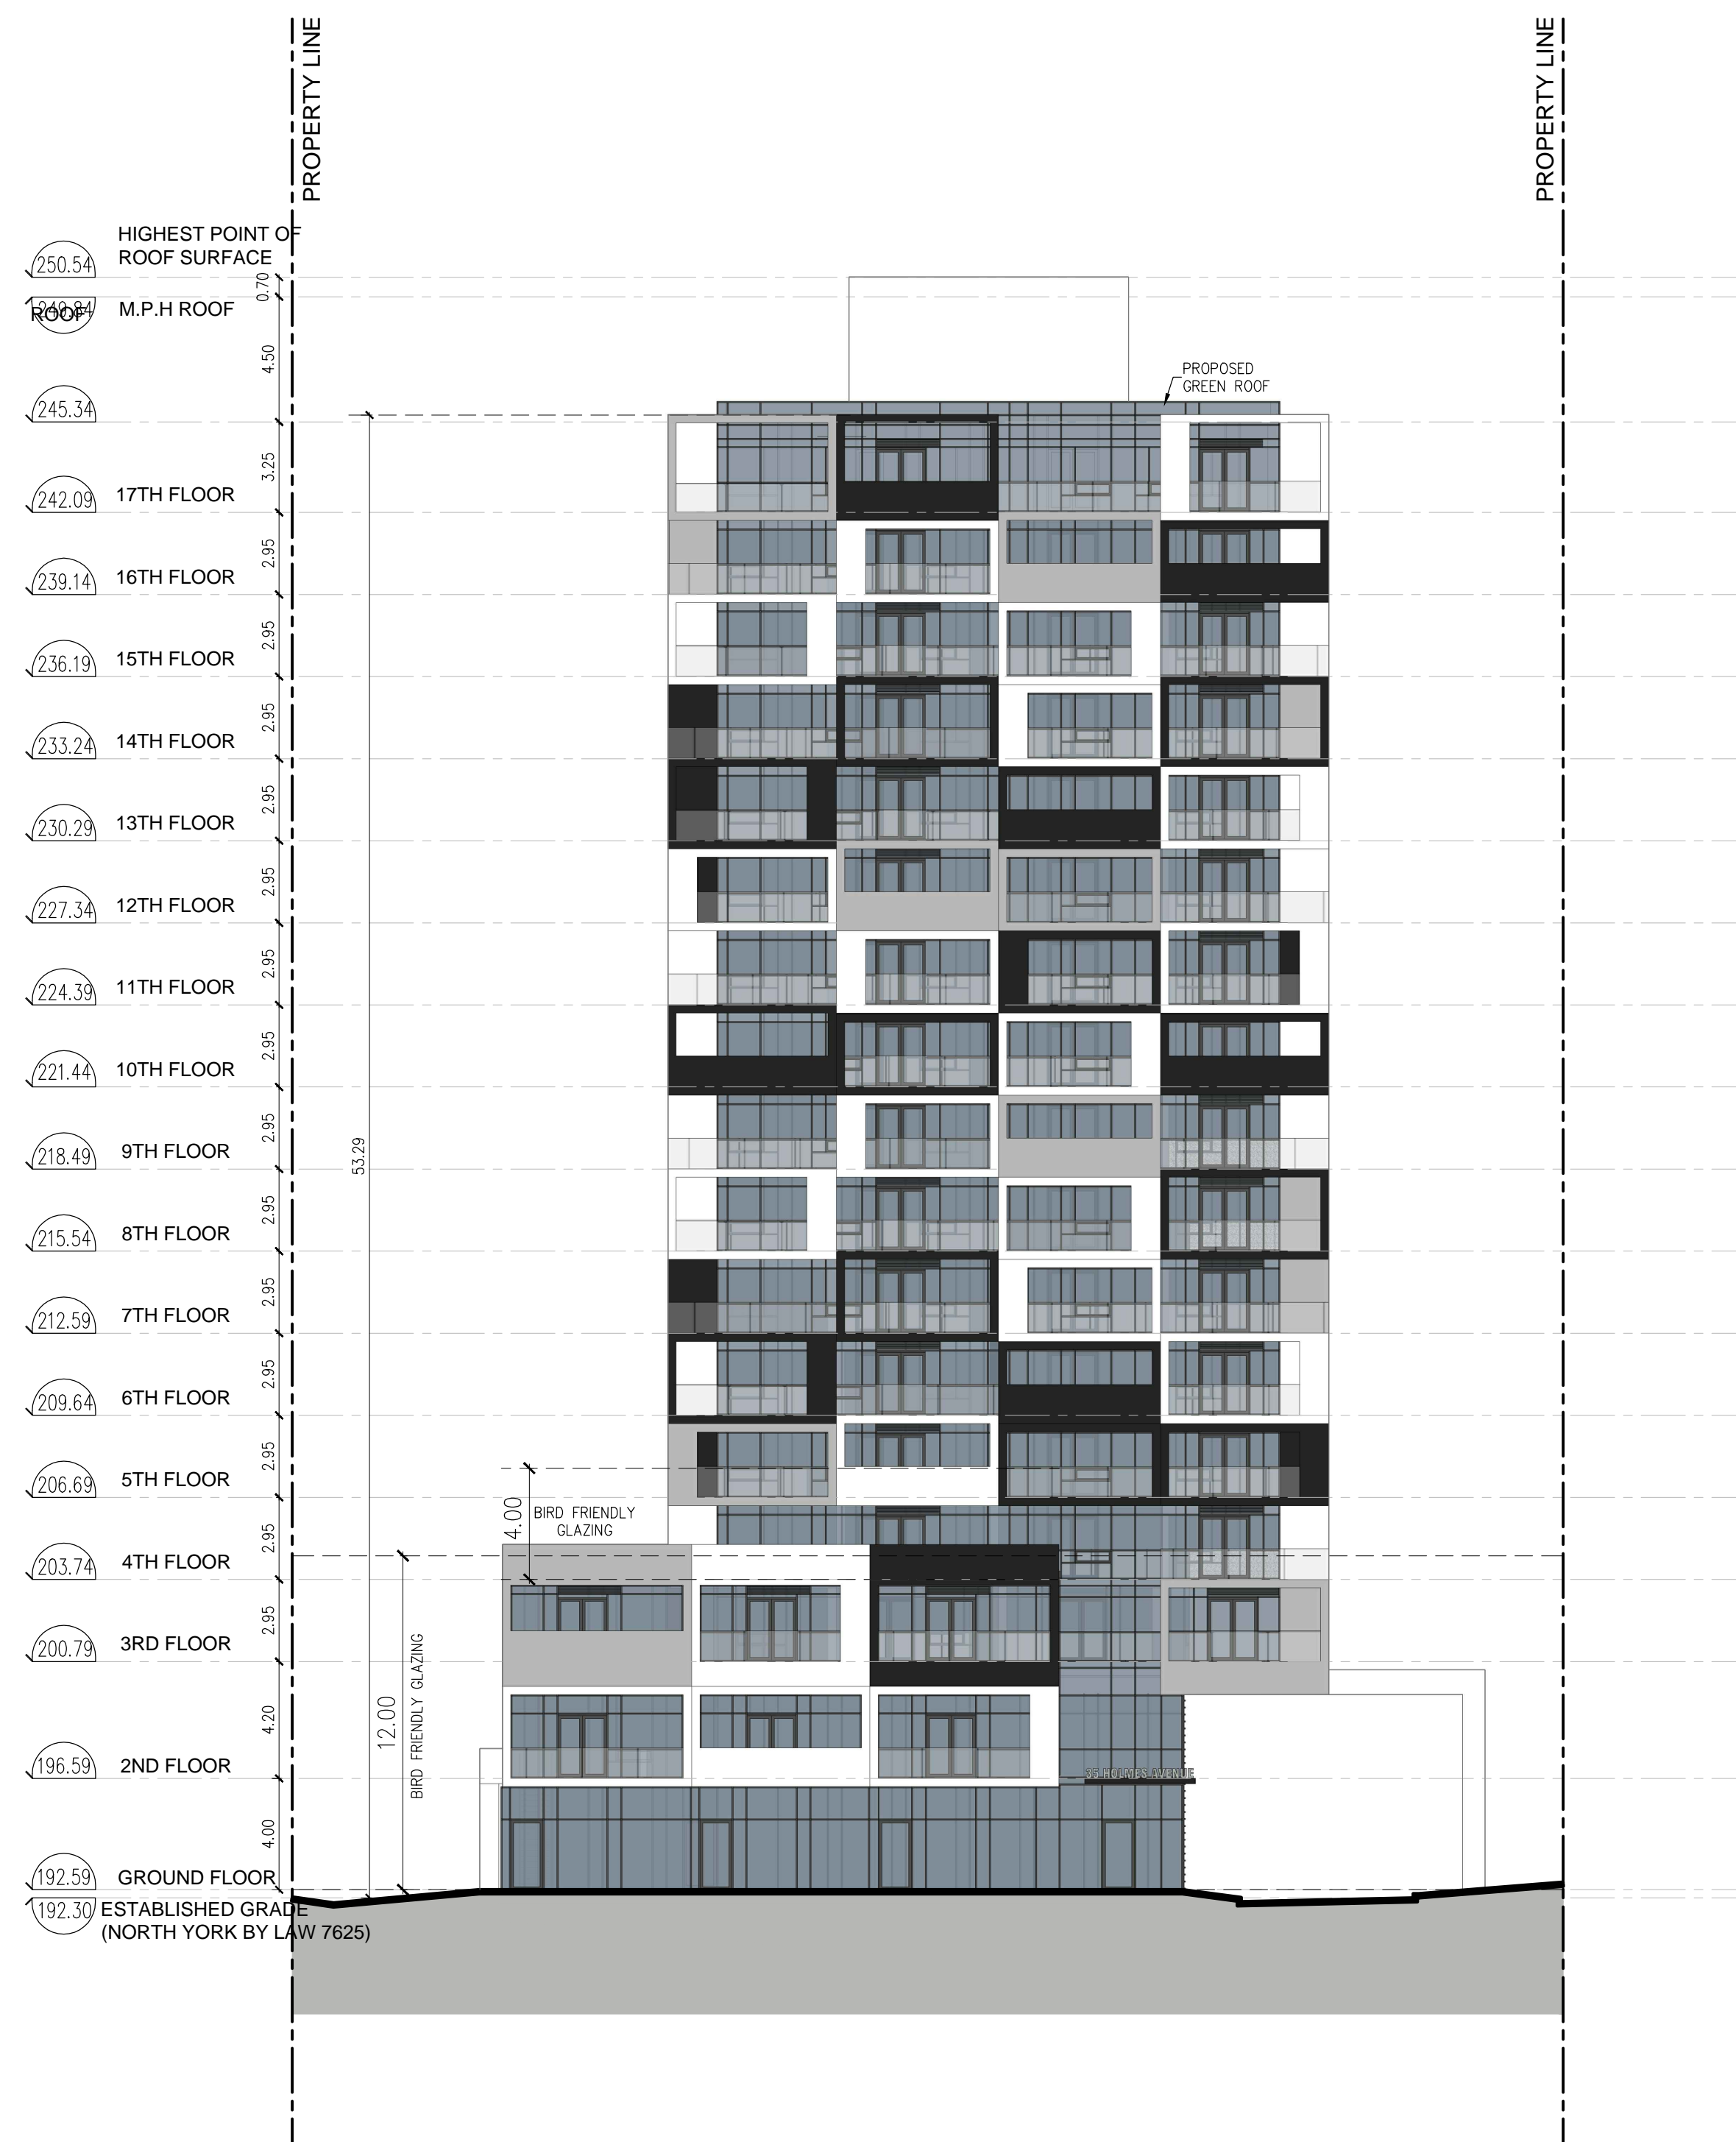 PROPERTY LINE
PROPERTY LINE
HIGHEST POINT OF
ROOF SURFACE
250.54
0.70
249.84
ROOF
M.P.H ROOF
4.50
PROPOSED
GREEN ROOF
245.34
3.25
242.09
17TH FLOOR
2.95
239.14
16TH FLOOR
2.95
236.19
15TH FLOOR
2.95
233.24
14TH FLOOR
2.95
230.29
13TH FLOOR
2.95
227.34
12TH FLOOR
2.95
224.39
11TH FLOOR
2.95
221.44
10TH FLOOR
2.95
53.29
218.49
9TH FLOOR
2.95
215.54
8TH FLOOR
2.95
212.59
7TH FLOOR
2.95
209.64
6TH FLOOR
2.95
206.69
5TH FLOOR
4.00
BIRD FRIENDLY
GLAZING
2.95
203.74
4TH FLOOR
2.95
200.79
3RD FLOOR
12.00
BIRD FRIENDLY GLAZING
4.20
196.59
2ND FLOOR
35 HOLMES AVENUE
4.00
192.59
GROUND FLOOR
192.30
ESTABLISHED GRADE
(NORTH YORK BY LAW 7625)